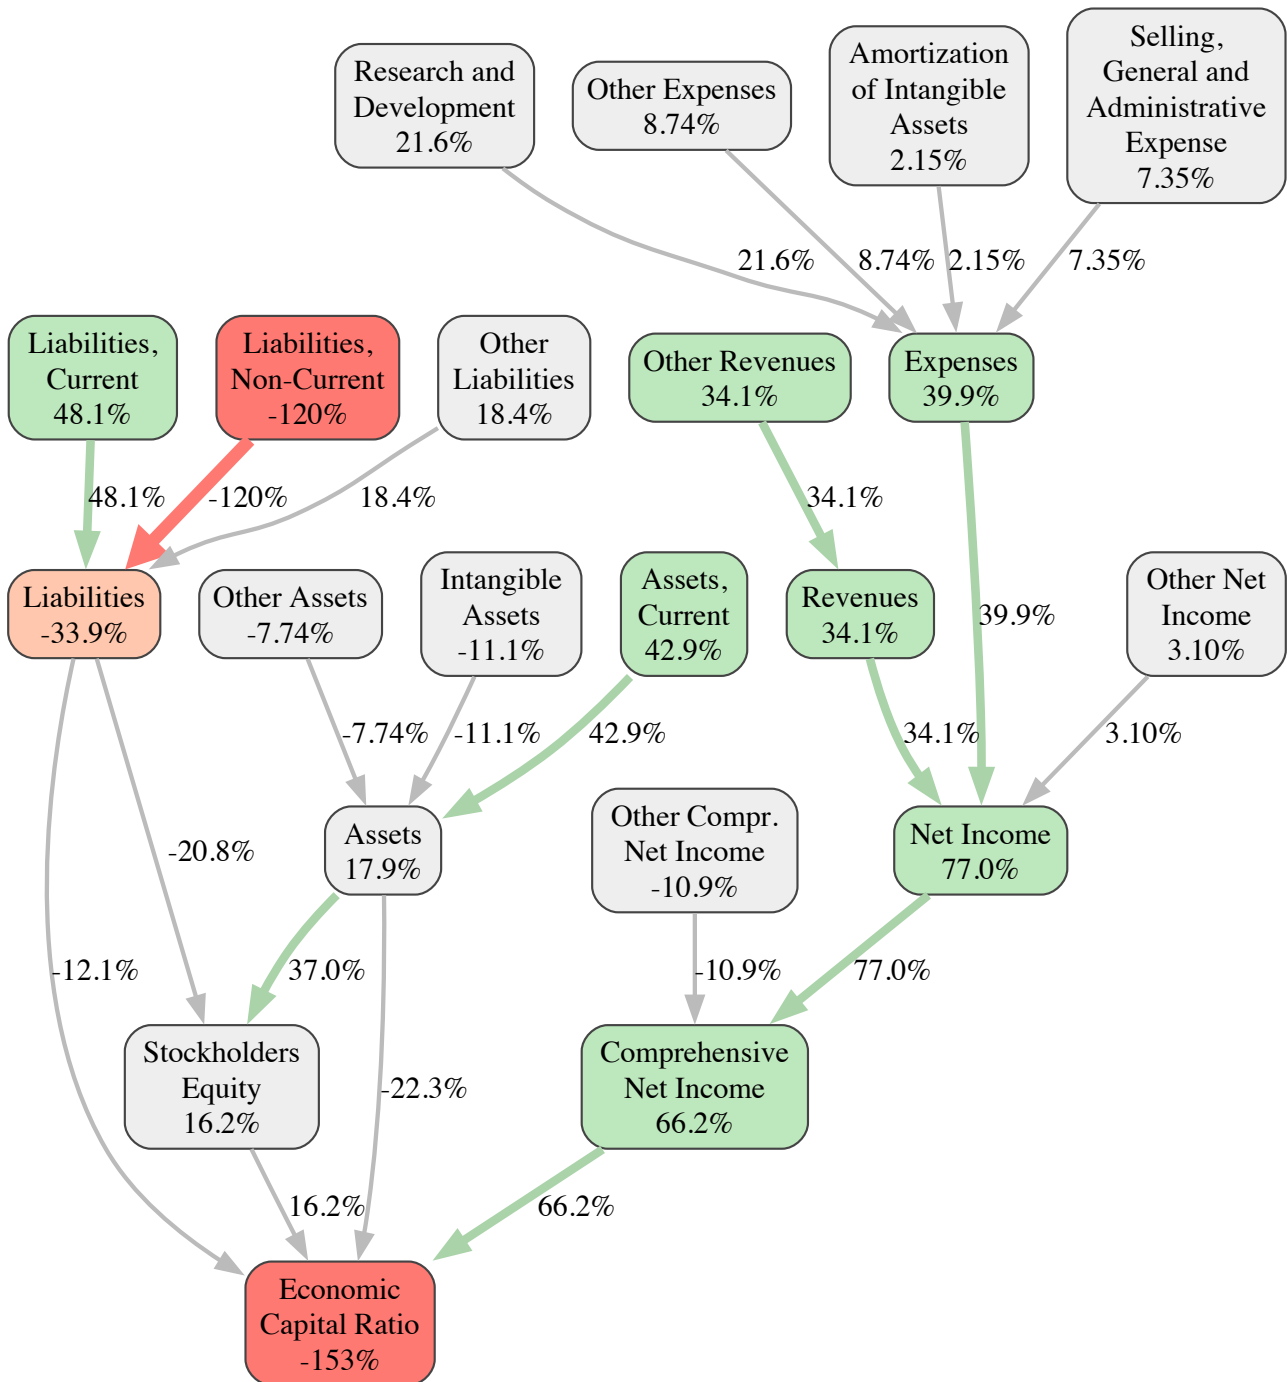 Research and
Development
21.6%
Other Expenses
8.74%
Amortization
of Intangible
Assets
2.15%
Selling,
General and
Administrative
Expense
7.35%
21.6%
8.74%
2.15%
7.35%
Liabilities,
Current
48.1%
Liabilities,
Non-Current
-120%
Other
Liabilities
18.4%
Other Revenues
34.1%
Expenses
39.9%
48.1%
-120%
18.4%
34.1%
Liabilities
-33.9%
Other Assets
-7.74%
Intangible
Assets
-11.1%
Assets,
Current
42.9%
Revenues
34.1%
39.9%
Other Net
Income
3.10%
-7.74%
-11.1%
42.9%
34.1%
3.10%
-20.8%
Assets
17.9%
Other Compr.
Net Income
-10.9%
Net Income
77.0%
-12.1%
37.0%
-10.9%
77.0%
Stockholders
Equity
16.2%
-22.3%
Comprehensive
Net Income
66.2%
16.2%
66.2%
Economic
Capital Ratio
-153%